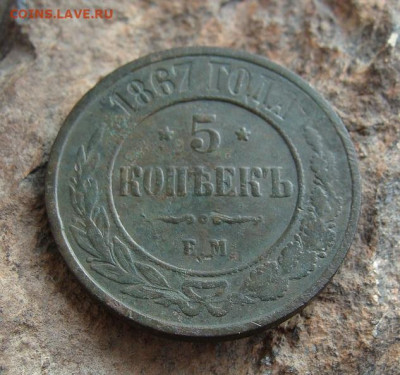 COINS.LAVE.RU
1867 ГОДА
* 5 *
КОПѢЕКЪ
Е.М.